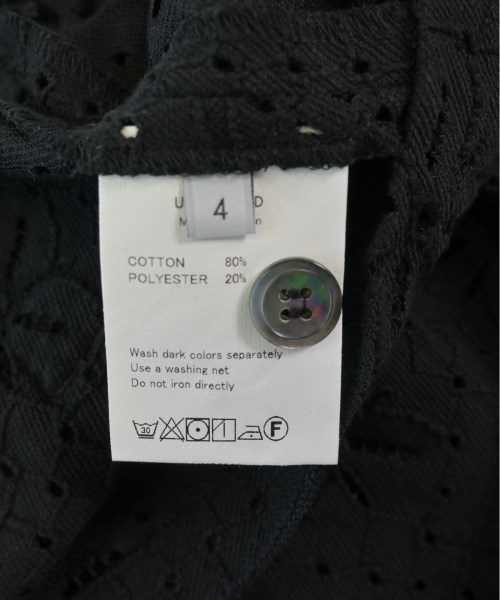 4
COTTON 80%
POLYESTER 20%
Wash dark colors separately
Use a washing net
Do not iron directly
30 F